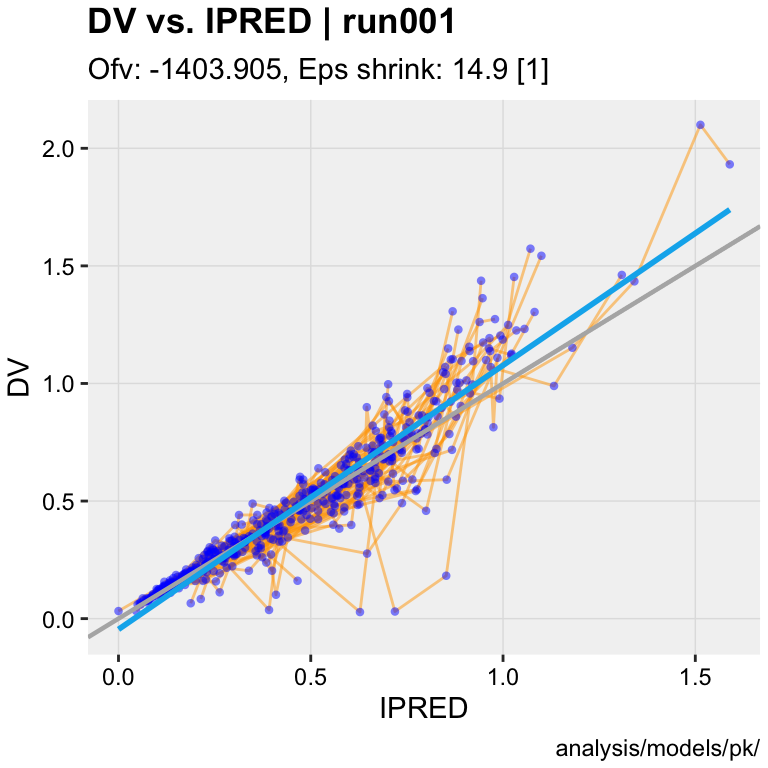 DV vs. IPRED | run001
Ofv: -1403.905, Eps shrink: 14.9 [1]
2.0
1.5
1.0
0.5
0.0
DV
0.0 0.5 1.0 1.5
IPRED
analysis/models/pk/